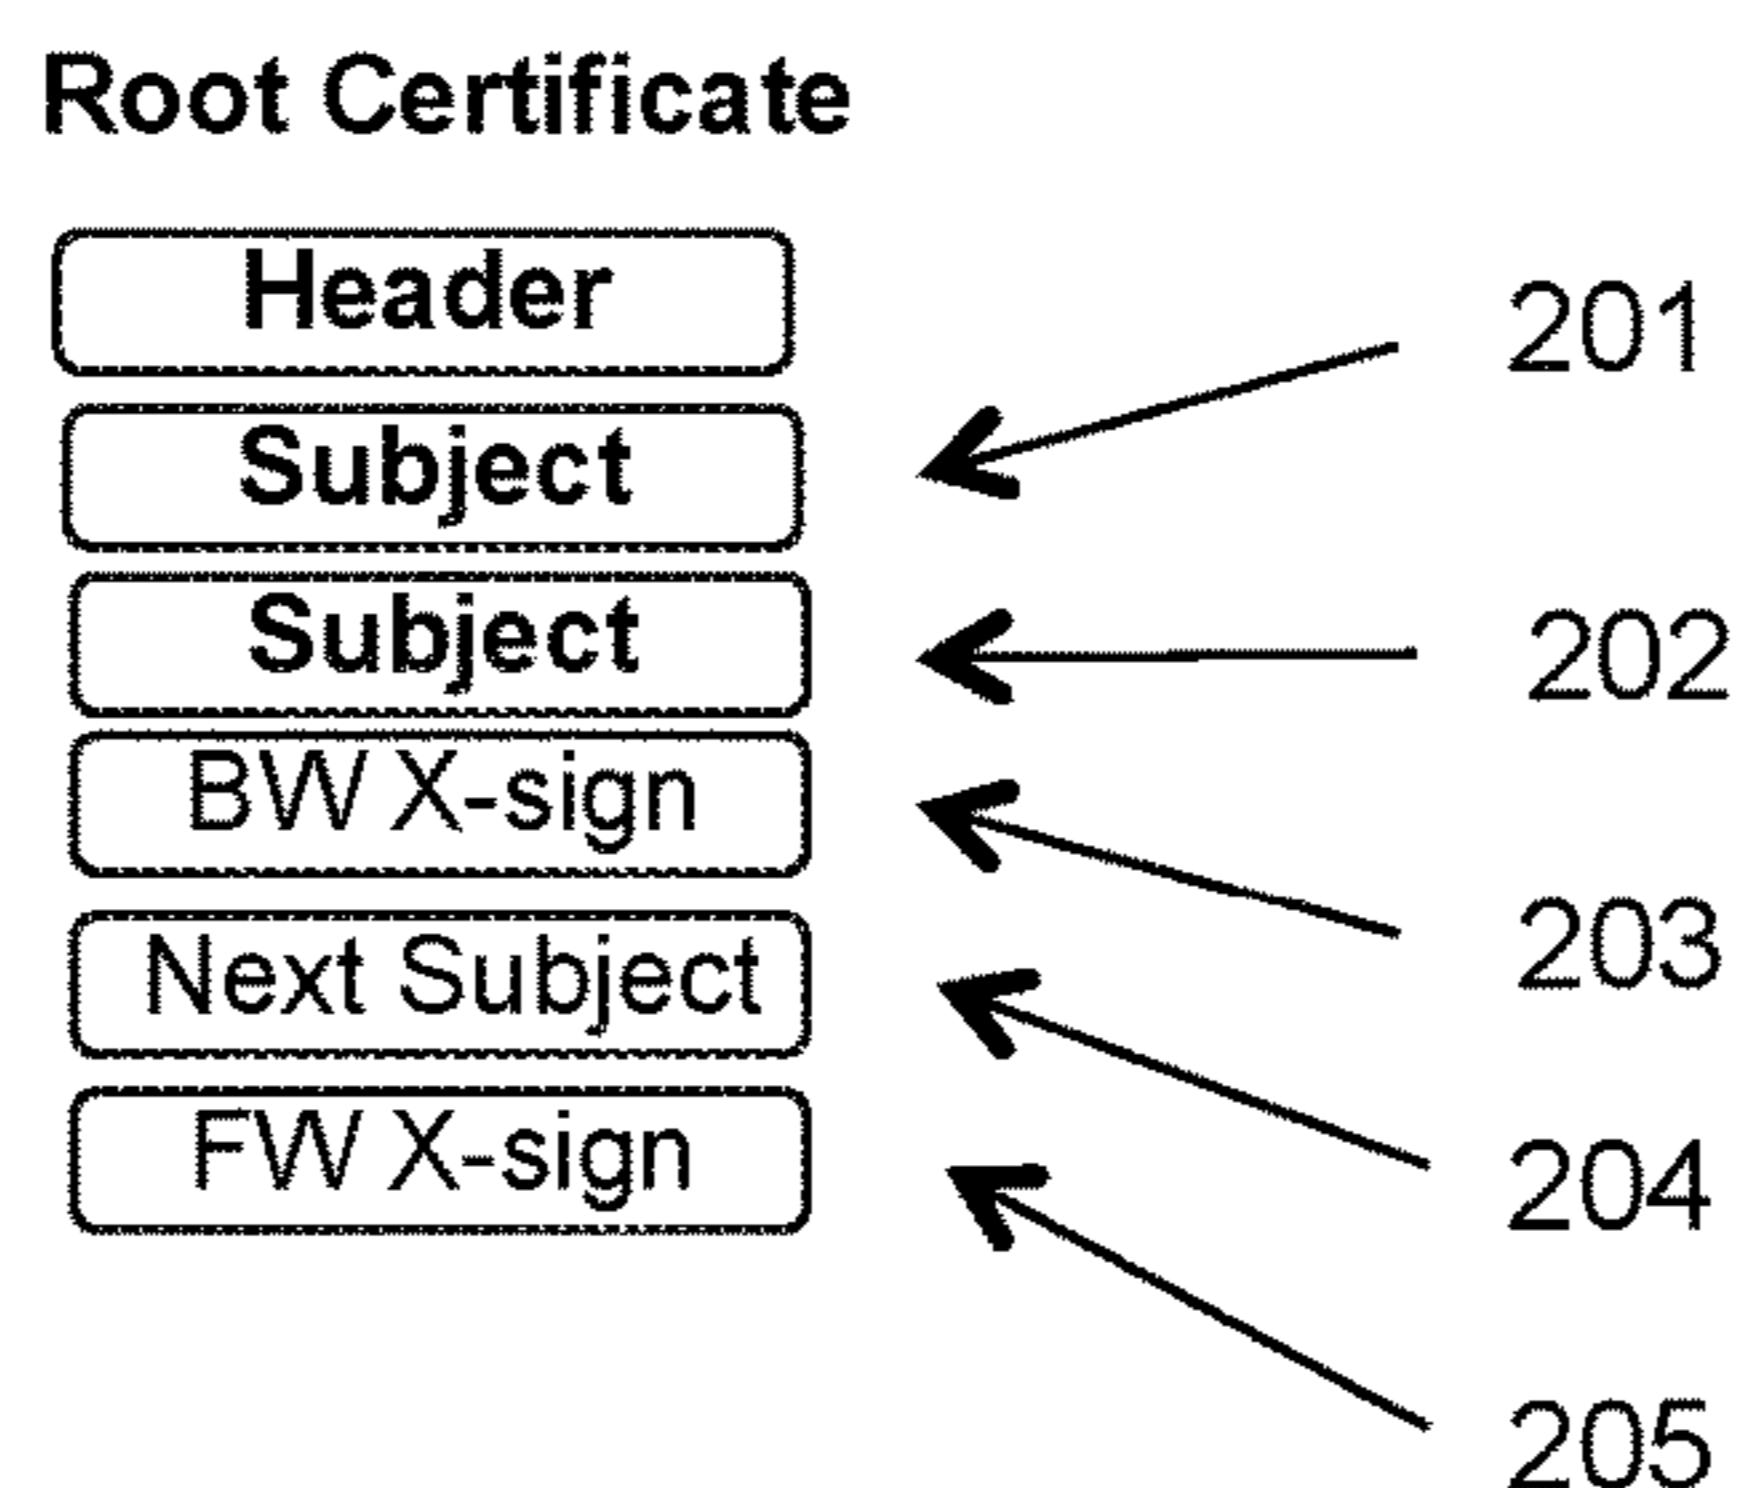 Root Certificate
Header
201
Subject
Subject
202
BW X-sign
203
Next Subject
204
FW X-sign
205